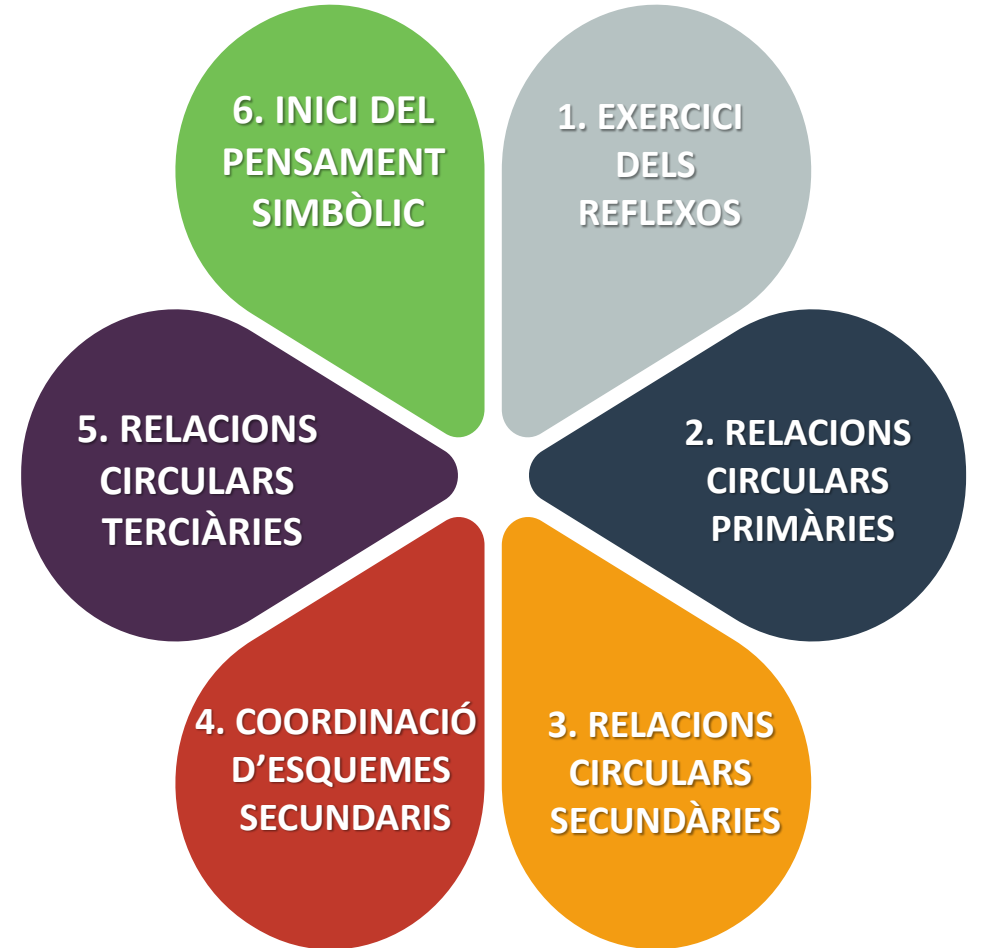 1. EXERCICI
DELS
REFLEXOS
2. RELACIONS
CIRCULARS
PRIMÀRIES
3. RELACIONS
CIRCULARS
SECUNDÀRIES
4. COORDINACIÓ
D’ESQUEMES
SECUNDARIS
5. RELACIONS
CIRCULARS
TERCIÀRIES
6. INICI DEL
PENSAMENT
SIMBÒLIC